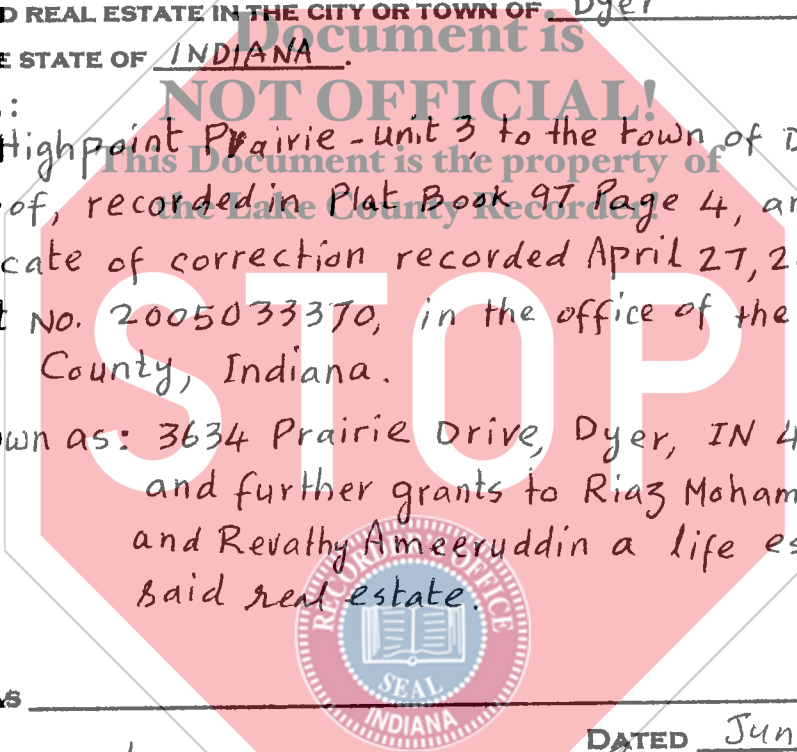 D REAL ESTATE IN THE CITY OR TOWN OF Dyer
E STATE OF INDIANA.
Document is
NOT OFFICIAL!
This Document is the property of
the Lake County Recorder!
:
Highpoint Prairie - unit 3, to the town of D
of, recorded in Plat Book 97 Page 4, an
cate of correction recorded April 27, 2
t No. 2005033370, in the office of the
County, Indiana.
wn as: 3634 Prairie Drive, Dyer, IN 4
and further grants to Riaz Moham
and Revathy Ameeruddin a life es
said real estate.
STOP
RECORDER'S OFFICE
SEAL
INDIANA
AS
DATED Jun